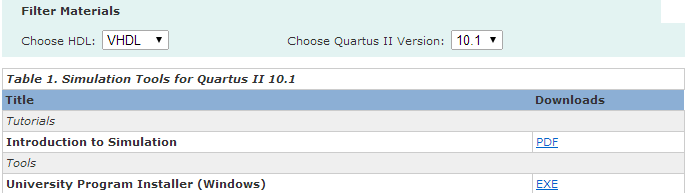 Filter Materials
Choose HDL: VHDL Choose Quartus II Version: 10.1
Table 1. Simulation Tools for Quartus II 10.1
Title Downloads
Tutorials
Introduction to Simulation PDF
Tools
University Program Installer (Windows) EXE